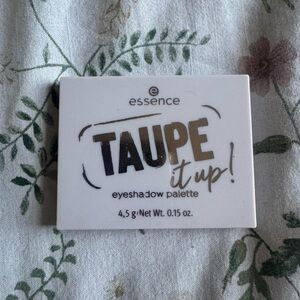 essence
TAUPE
it up!
eyeshadow palette
4,5 g℮Net Wt. 0.15 oz.